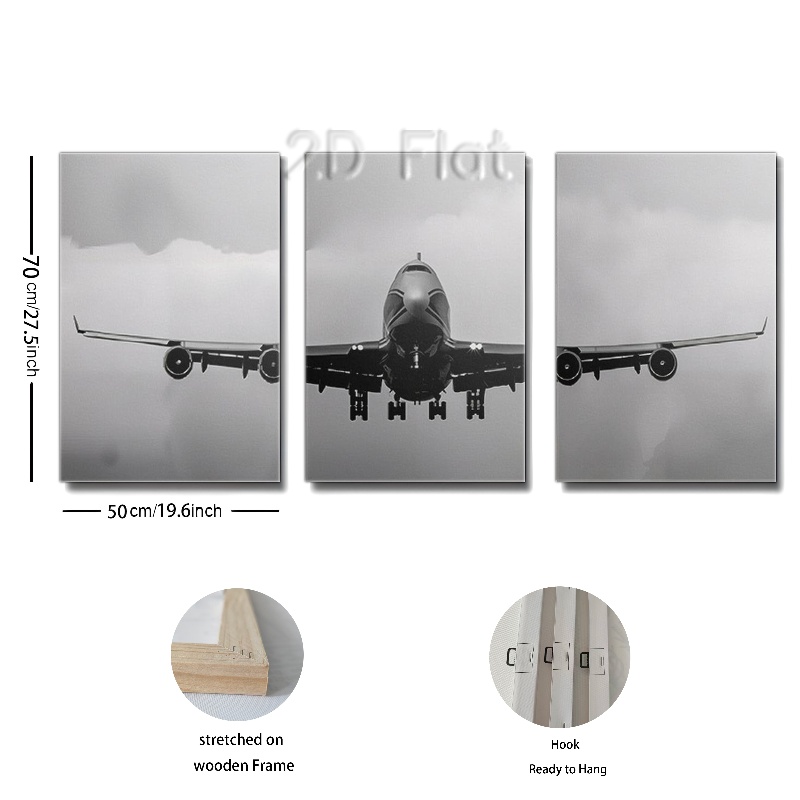 2D Flat
70 cm/27.5inch
50cm/19.6inch
stretched on
wooden Frame
Hook
Ready to Hang